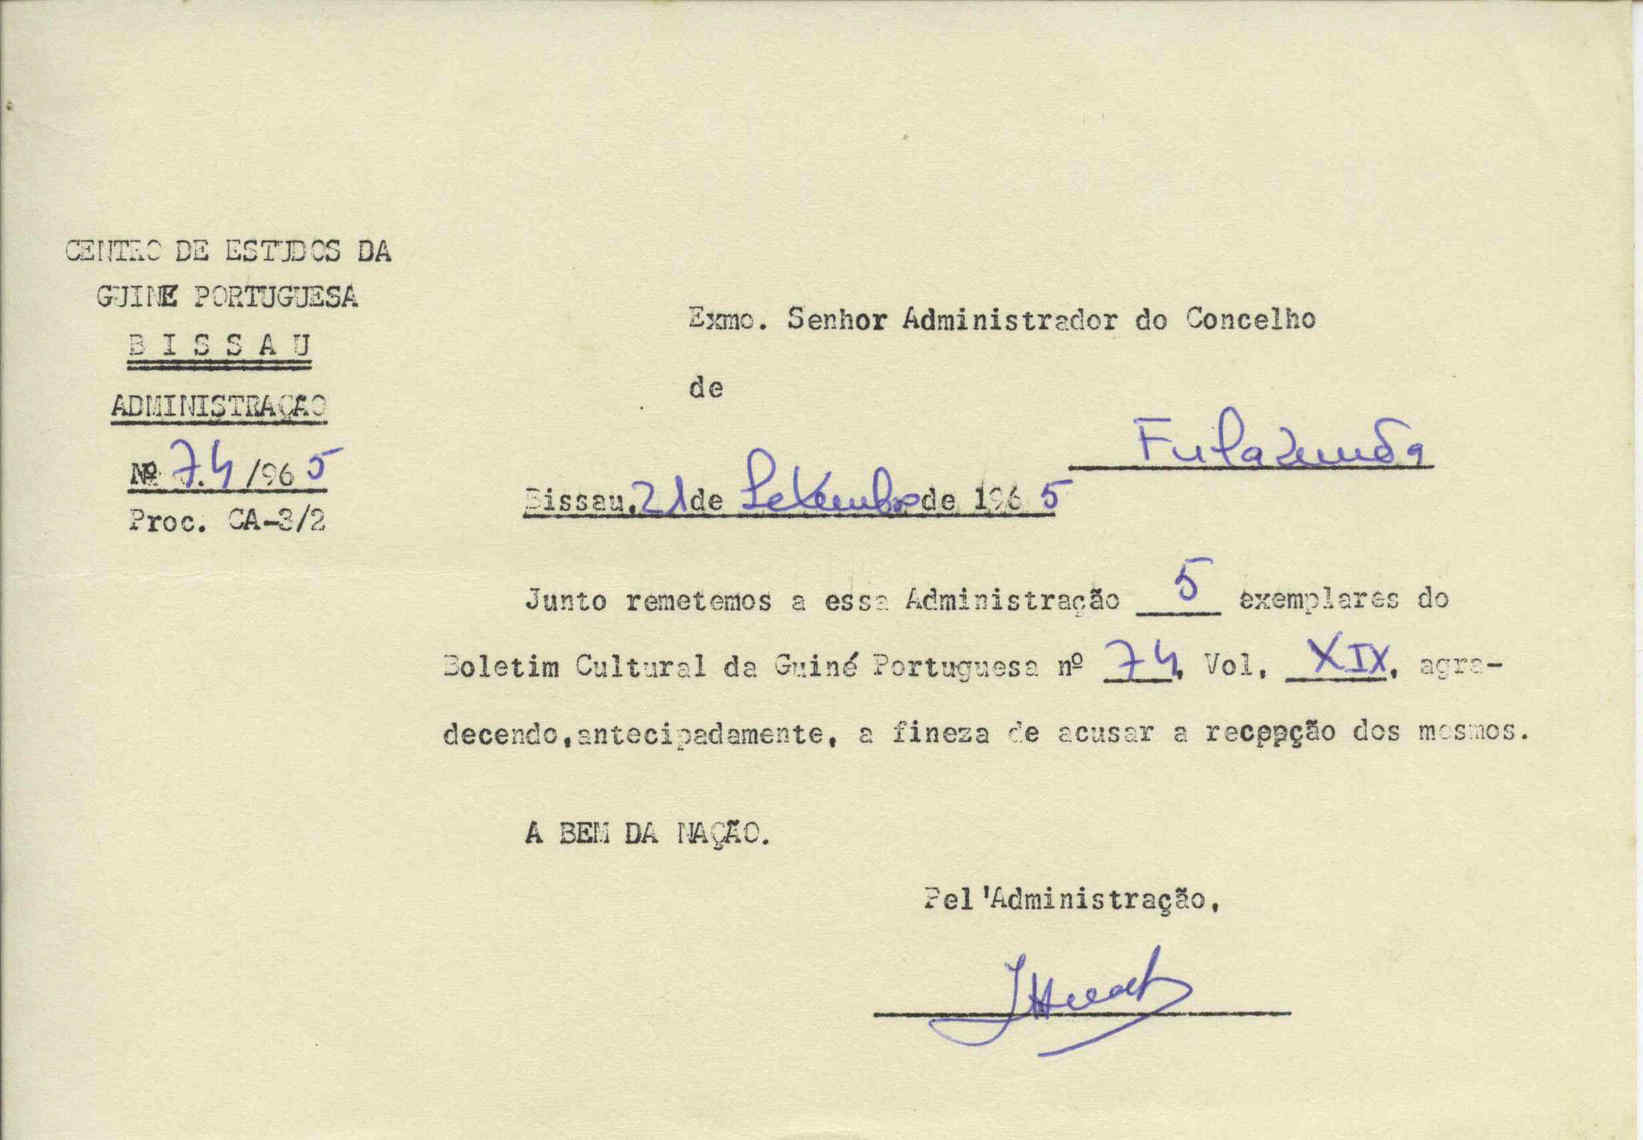 CENTRO DE ESTUDOS DA
GUINÉ PORTUGUESA
B I S S A U
ADMINISTRAÇÃO
Nº 74/965
Proc. CA-3/2
Exmo. Senhor Administrador do Concelho
de
Fulacunda
Bissau, 21 de Setembro de 1965
Junto remetemos a essa Administração 5 exemplares do
Boletim Cultural da Guiné Portuguesa nº 74, Vol, XIX, agra-
decendo,antecipadamente, a fineza de acusar a recepção dos mesmos.
A BEM DA NAÇÃO.
Pel'Administração,